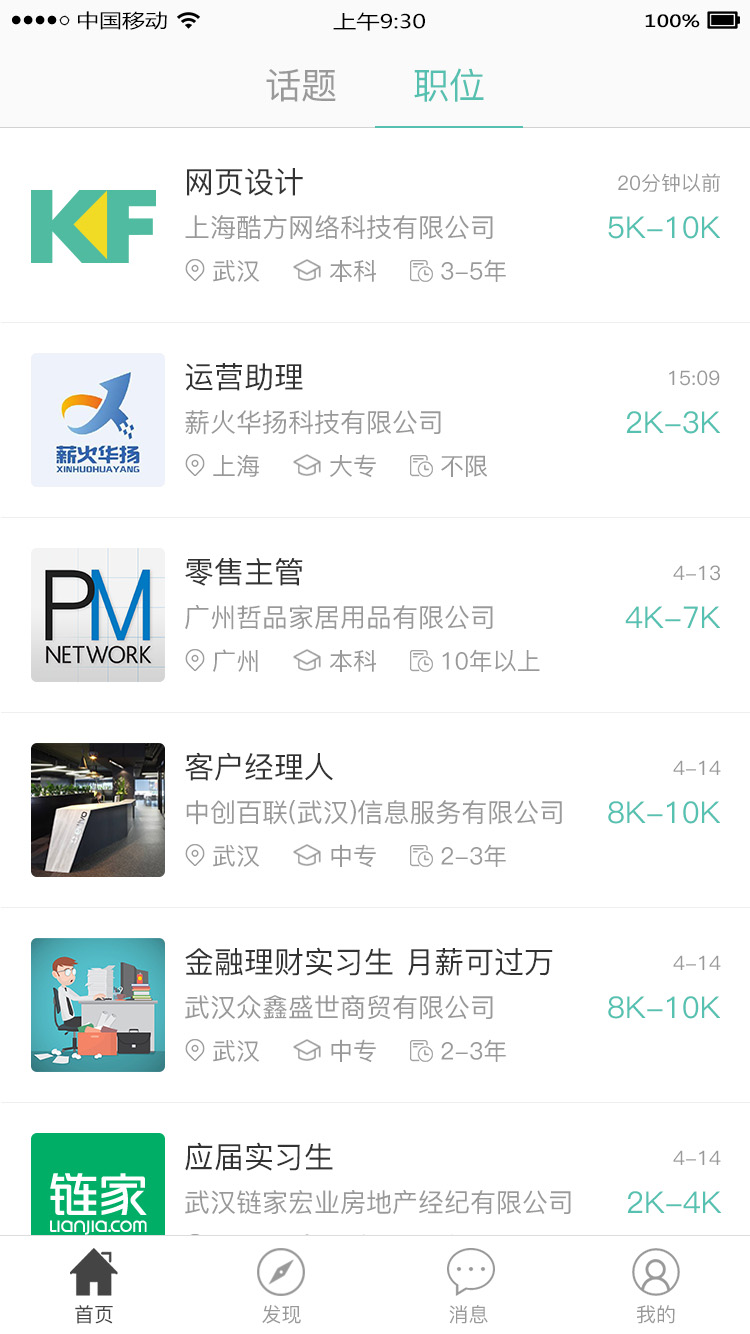 中国移动 上午9:30 100%
话题 职位
KF
网页设计 20分钟以前
上海酷方网络科技有限公司 5K-10K
武汉 本科 3-5年
薪火华扬
XINHUOHUAYANG
运营助理 15:09
薪火华扬科技有限公司 2K-3K
上海 大专 不限
PM
NETWORK
零售主管 4-13
广州哲品家居用品有限公司 4K-7K
广州 本科 10年以上
客户经理人 4-14
中创百联(武汉)信息服务有限公司 8K-10K
武汉 中专 2-3年
金融理财实习生 月薪可过万 4-14
武汉众鑫盛世商贸有限公司 8K-10K
武汉 中专 2-3年
链家
LIANJIA.COM
应届实习生 4-14
武汉链家宏业房地产经纪有限公司 2K-4K
首页 发现 消息 我的